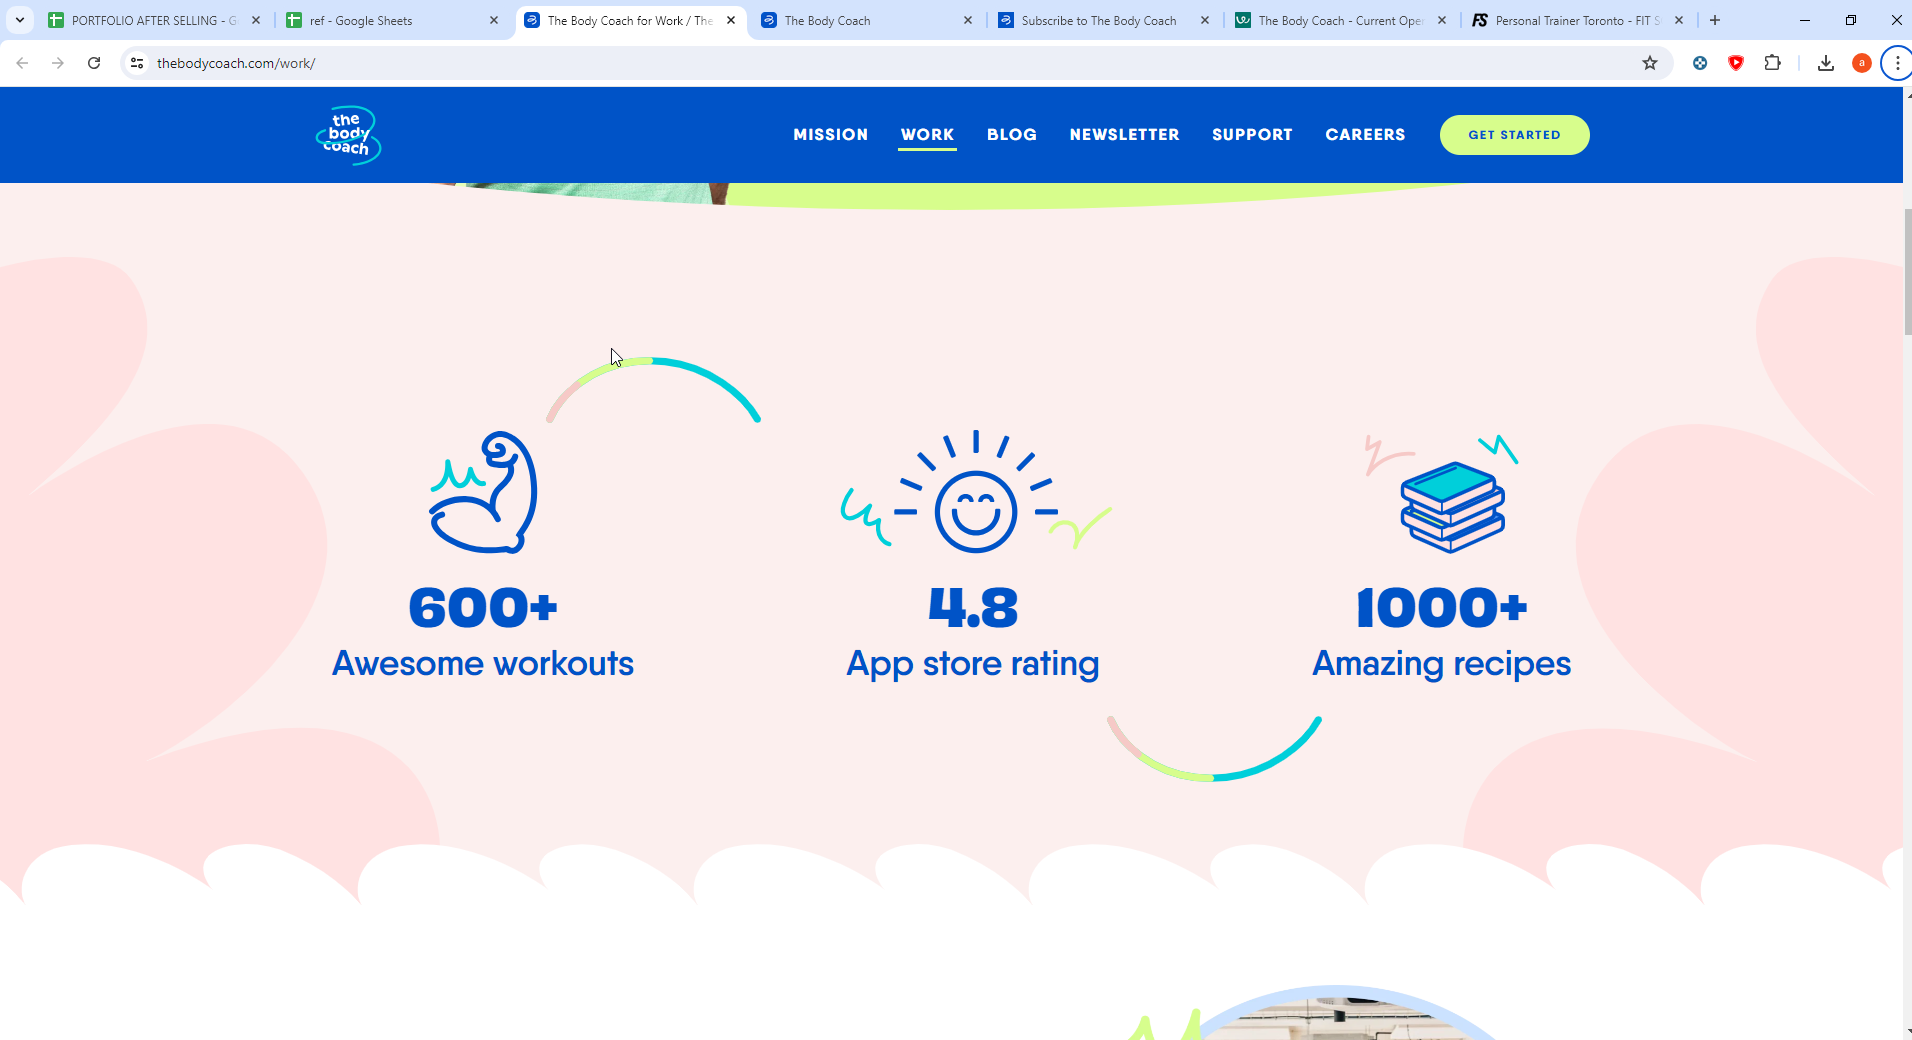 PORTFOLIO AFTER SELLING - G
ref - Google Sheets
The Body Coach for Work / The
The Body Coach
Subscribe to The Body Coach
The Body Coach - Current Ope
Personal Trainer Toronto - FIT S
thebodycoach.com/work/
a
the
body
coach
MISSION
WORK
BLOG
NEWSLETTER
SUPPORT
CAREERS
GET STARTED
600+
Awesome workouts
4.8
App store rating
1000+
Amazing recipes